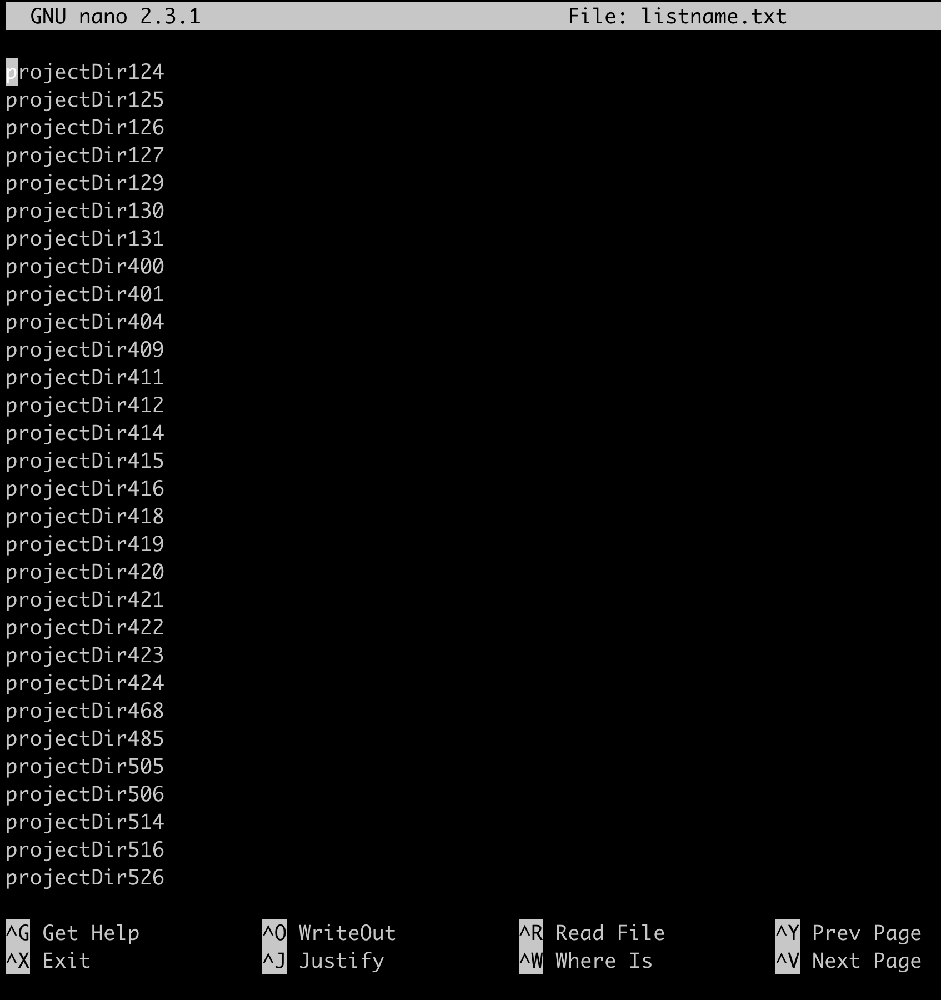 GNU nano 2.3.1 File: listname.txt
projectDir124
projectDir125
projectDir126
projectDir127
projectDir129
projectDir130
projectDir131
projectDir400
projectDir401
projectDir404
projectDir409
projectDir411
projectDir412
projectDir414
projectDir415
projectDir416
projectDir418
projectDir419
projectDir420
projectDir421
projectDir422
projectDir423
projectDir424
projectDir468
projectDir485
projectDir505
projectDir506
projectDir514
projectDir516
projectDir526
^G Get Help ^O WriteOut ^R Read File ^Y Prev Page
^X Exit ^J Justify ^W Where Is ^V Next Page